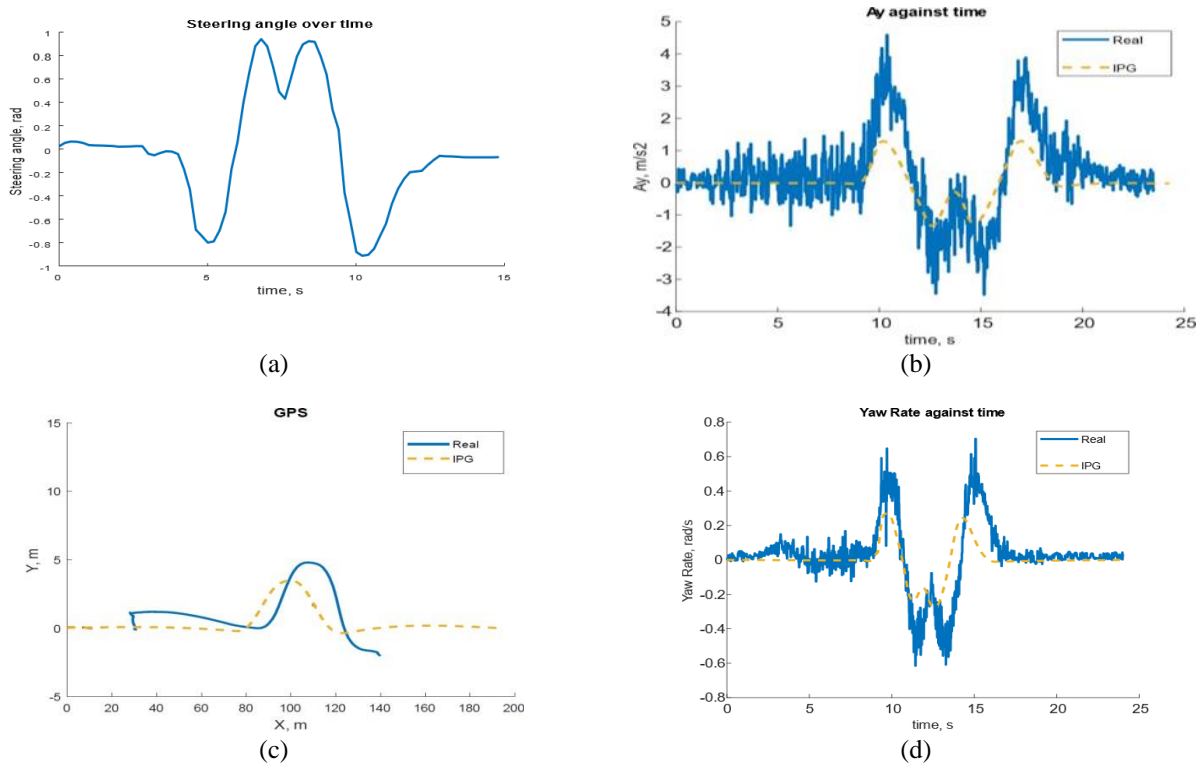 Steering angle over time
Steering angle, rad
1
0.8
0.6
0.4
0.2
0
-0.2
-0.4
-0.6
-0.8
-1
0 5 10 15
time, s
(a)
Ay against time
Real
IPG
Ay, m/s2
5
4
3
2
1
0
-1
-2
-3
-4
0 5 10 15 20 25
time, s
(b)
GPS
Real
IPG
Y, m
15
10
5
0
-5
0 20 40 60 80 100 120 140 160 180 200
X, m
(c)
Yaw Rate against time
Real
IPG
Yaw Rate, rad/s
0.8
0.6
0.4
0.2
0
-0.2
-0.4
-0.6
-0.8
0 5 10 15 20 25
time, s
(d)